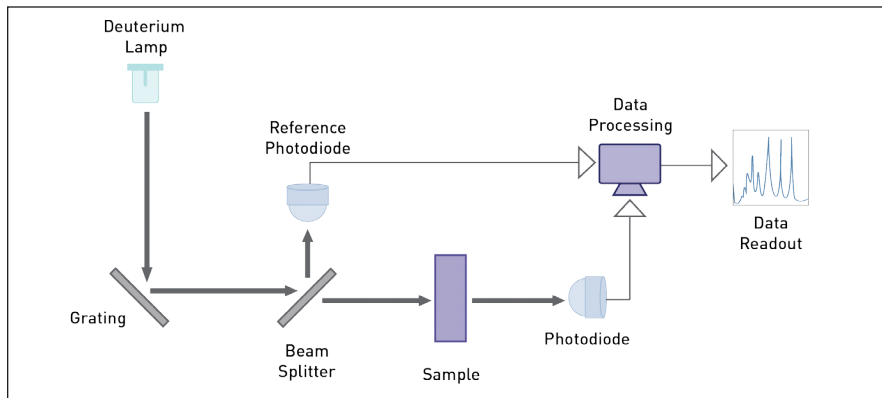 Deuterium
Lamp
Reference
Photodiode
Data
Processing
Data
Readout
Grating
Beam
Splitter
Sample
Photodiode